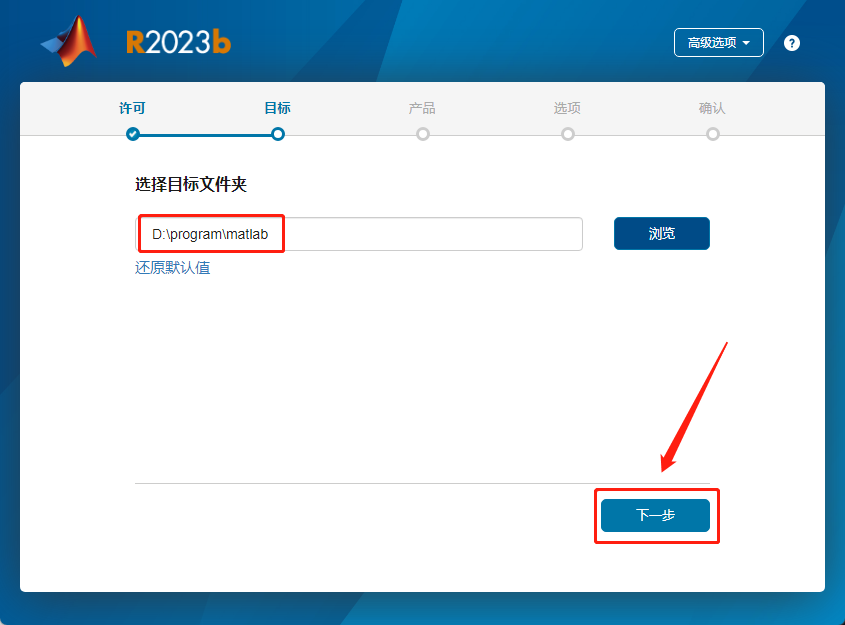 R2023b
高级选项
?
许可 目标 产品 选项 确认
选择目标文件夹
D:\program\matlab 浏览
还原默认值
下一步